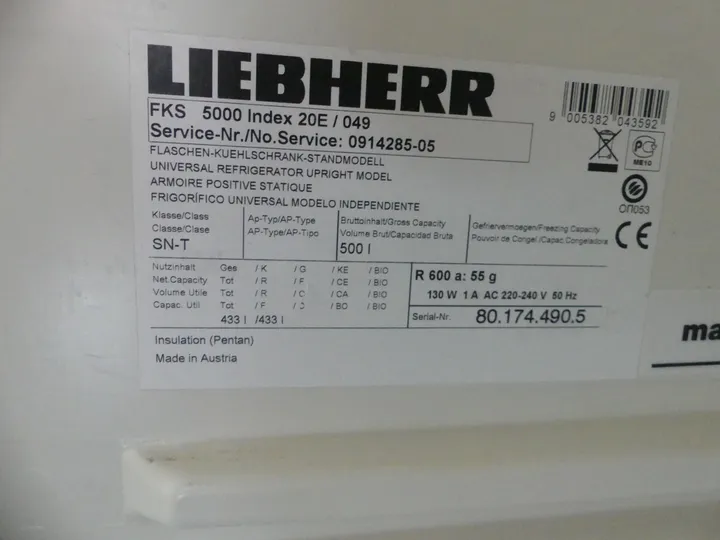 LIEBHERR
FKS 5000 Index 20E / 049
Service-Nr./No.Service: 0914285-05
9 005382 043592
FLASCHEN-KUEHLSCHRANK-STANDMODELL
UNIVERSAL REFRIGERATOR UPRIGHT MODEL
ARMOIRE POSITIVE STATIQUE
FRIGORÍFICO UNIVERSAL MODELO INDEPENDIENTE
PC
ME10
ОП053
CE
Klasse/Class
Classe/Clase
SN-T
Ap-Typ/AP-Type
AP-Type/AP-Tipo
Bruttoinhalt/Gross Capacity
Volume Brut/Capacidad Bruta
500 l
Gefriervermoegen/Freezing Capacity
Pouvoir de Congel./Capac.Congeladora
Nutzinhalt Ges / K / G / KE / BIO
Net.Capacity Tot / R / F / CE / BIO
Volume Utile Tot / R / C / CA / BIO
Capac. Util Tot / F / C / BO / BIO
433 l /433 l
R 600 a: 55 g
130 W 1 A AC 220-240 V 50 Hz
Serial-Nr. 80.174.490.5
Insulation (Pentan)
Made in Austria
ma